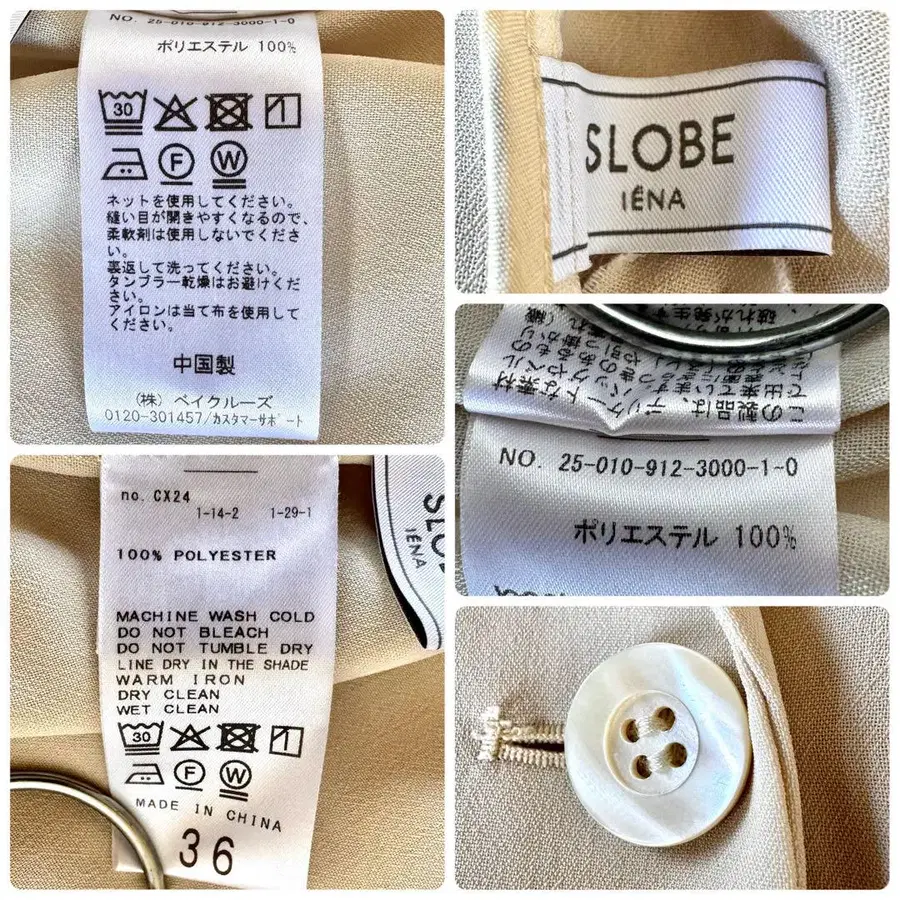 NO. 25-010-912-3000-1-0
ポリエステル 100%
30
F
W
ネットを使用してください。
縫い目が開きやすくなるので、
柔軟剤は使用しないでくださ
い。
裏返して洗ってください。
タンブラー乾燥はお避けくだ
さい。
アイロンは当て布を使用して
ください。
中国製
(株) ベイクルーズ
0120-301457/カスタマーサポート
SLOBE
IÉNA
この製品は、
NO. 25-010-912-3000-1-0
ポリエステル 100%
no. CX24
1-14-2 1-29-1
100% POLYESTER
MACHINE WASH COLD
DO NOT BLEACH
DO NOT TUMBLE DRY
LINE DRY IN THE SHADE
WARM IRON
DRY CLEAN
WET CLEAN
30
F
W
MADE IN CHINA
36
IÉNA